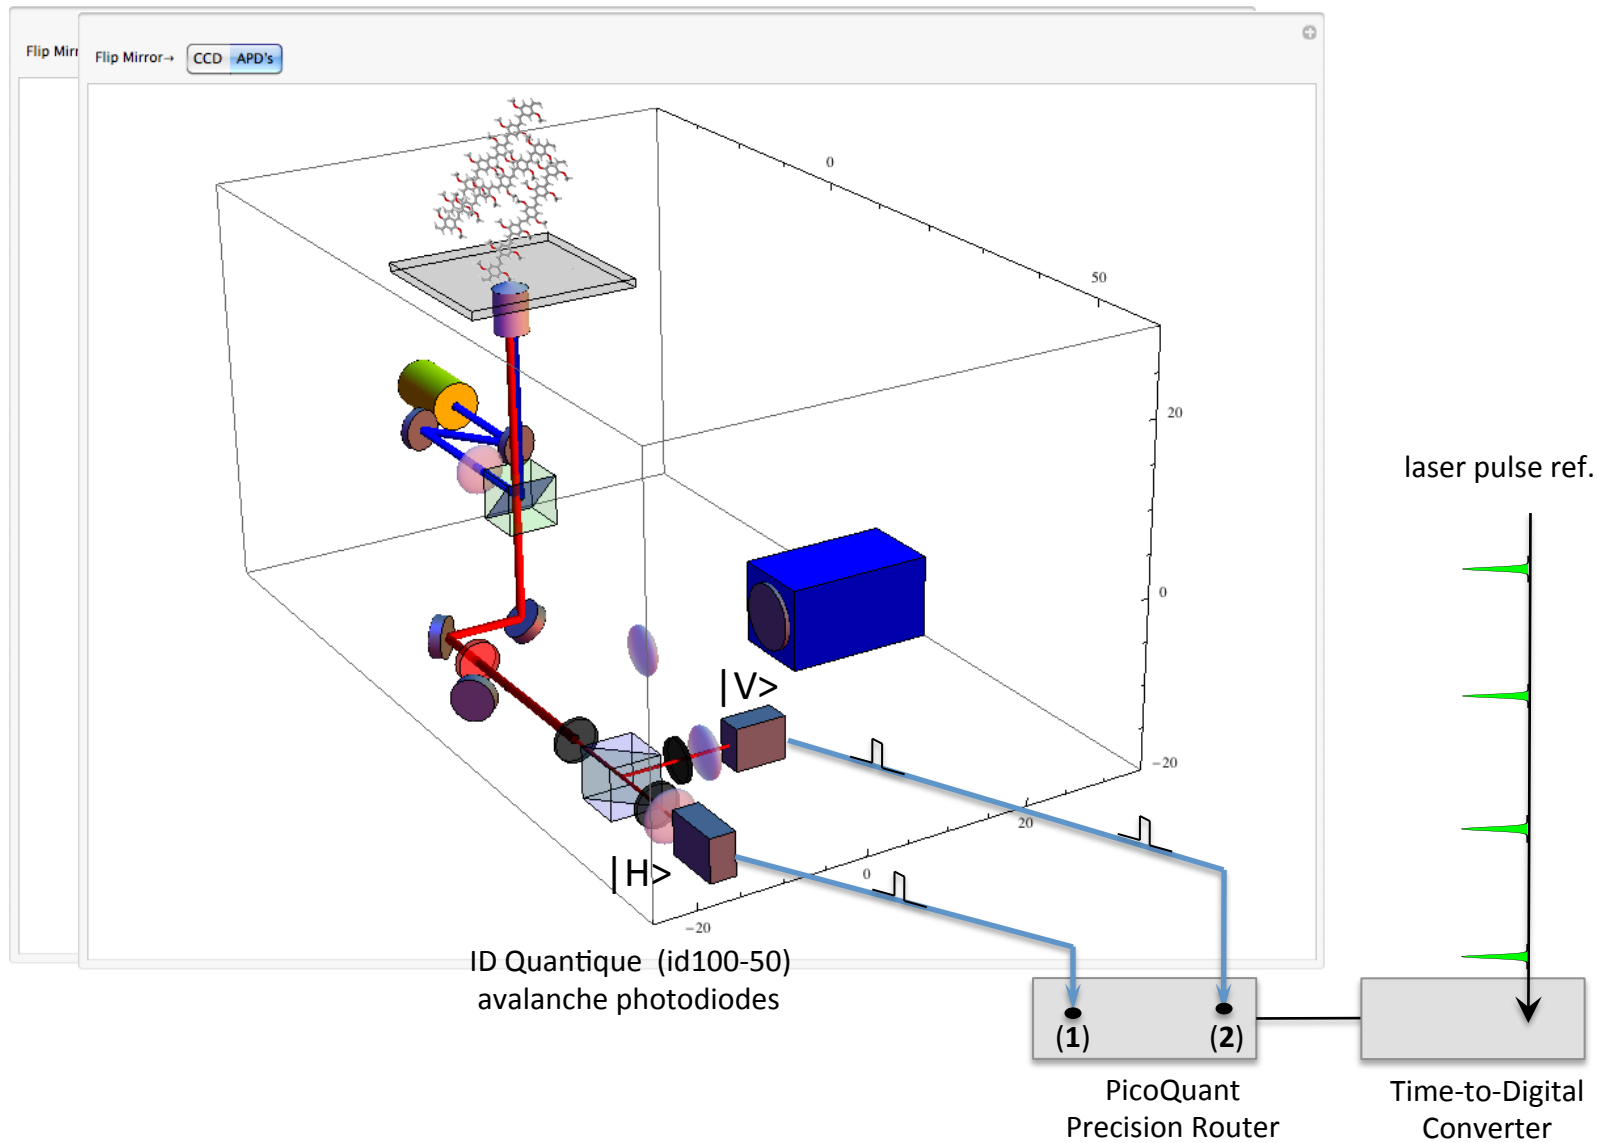 Flip Mirr
Flip Mirror→ CCD APD's
0
50
20
0
−20
20
0
−20
laser pulse ref.
|V>
|H>
ID Quantique (id100-50)
avalanche photodiodes
(1)
(2)
PicoQuant
Precision Router
Time-to-Digital
Converter